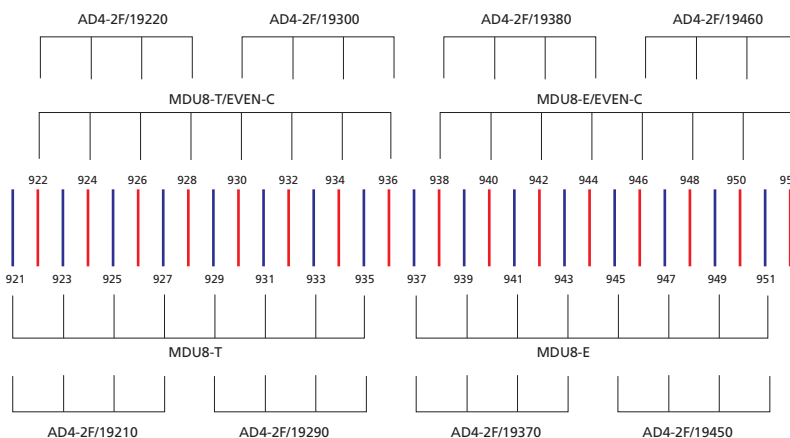 AD4-2F/19220 AD4-2F/19300 AD4-2F/19380 AD4-2F/19460
MDU8-T/EVEN-C MDU8-E/EVEN-C
922 924 926 928 930 932 934 936 938 940 942 944 946 948 950
921 923 925 927 929 931 933 935 937 939 941 943 945 947 949 951
MDU8-T MDU8-E
AD4-2F/19210 AD4-2F/19290 AD4-2F/19370 AD4-2F/19450